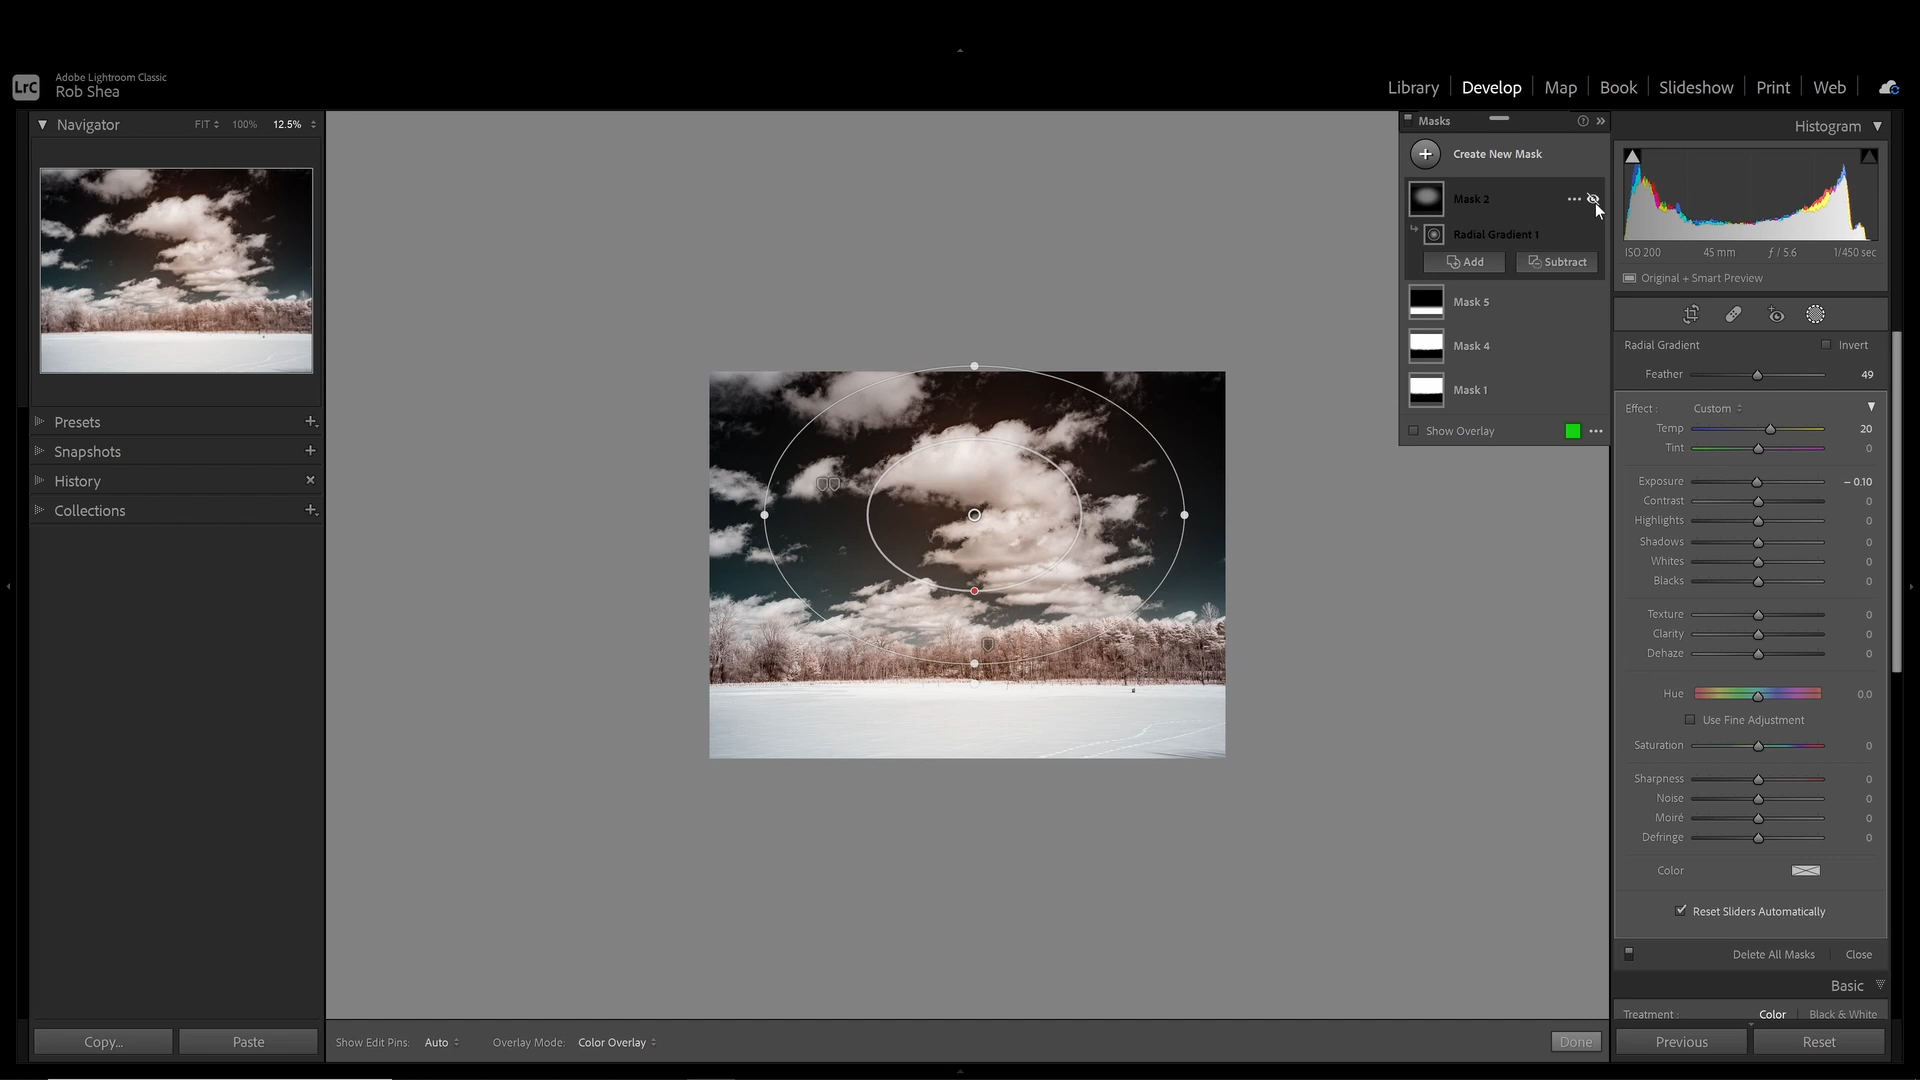 Adobe Lightroom Classic
LrC
Rob Shea
Library
Develop
Map
Book
Slideshow
Print
Web
Navigator
FIT
100%
12.5%
Presets
Snapshots
History
Collections
Copy...
Paste
Masks
Create New Mask
Mask 2
Radial Gradient 1
Add
Subtract
Mask 5
Mask 4
Mask 1
Show Overlay
Histogram
ISO 200 45 mm ƒ / 5.6 1/450 sec
Original + Smart Preview
Radial Gradient Invert
Feather 49
Effect : Custom
Temp 20
Tint 0
Exposure – 0.10
Contrast 0
Highlights 0
Shadows 0
Whites 0
Blacks 0
Texture 0
Clarity 0
Dehaze 0
Hue 0.0
Use Fine Adjustment
Saturation 0
Sharpness 0
Noise 0
Moiré 0
Defringe 0
Color
Reset Sliders Automatically
Delete All Masks Close
Basic
Treatment : Color Black & White
Previous
Reset
Show Edit Pins: Auto Overlay Mode: Color Overlay
Done